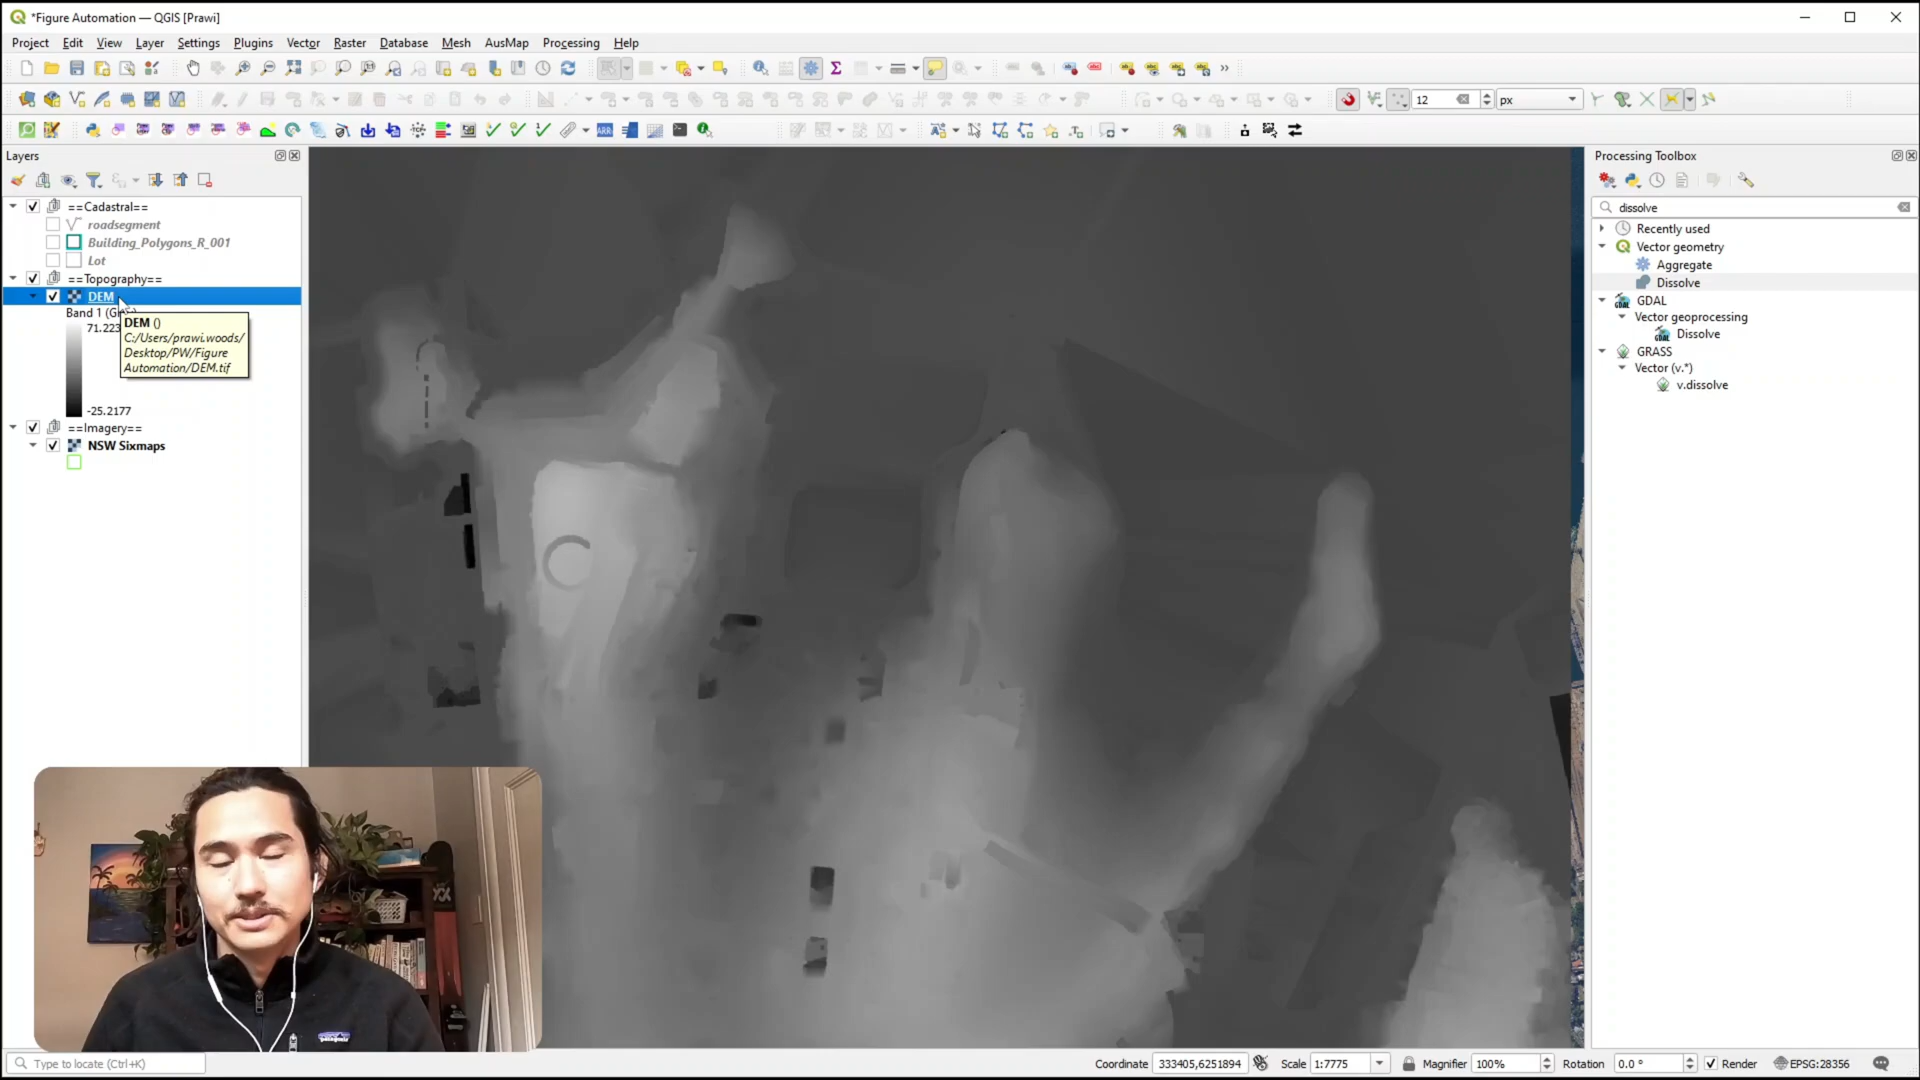 *Figure Automation — QGIS [Prawi]
Project Edit View Layer Settings Plugins Vector Raster Database Mesh AusMap Processing Help
12 px
Layers
==Cadastral==
roadsegment
Building_Polygons_R_001
Lot
==Topography==
DEM
Band 1 (Gray)
71.223
DEM ()
C:/Users/prawi.woods/
Desktop/PW/Figure
Automation/DEM.tif
-25.2177
==Imagery==
NSW Sixmaps
Processing Toolbox
dissolve
Recently used
Vector geometry
Aggregate
Dissolve
GDAL
Vector geoprocessing
Dissolve
GRASS
Vector (v.*)
v.dissolve
patagonia
Type to locate (Ctrl+K)
Coordinate 333405,6251894 Scale 1:7775 Magnifier 100% Rotation 0.0 ° Render EPSG:28356